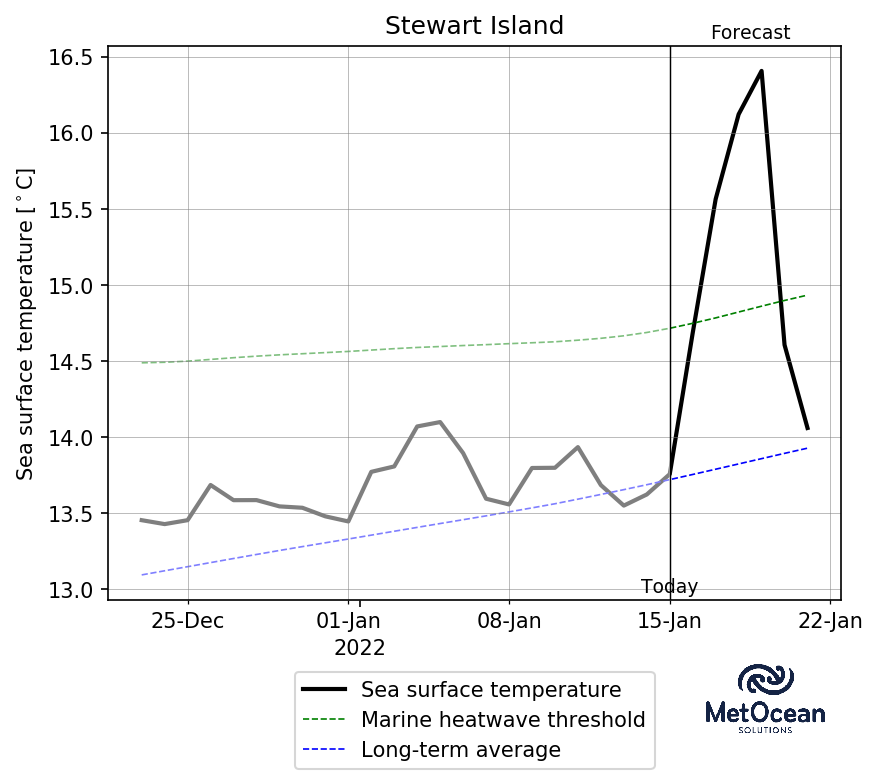 Stewart Island
Forecast
Sea surface temperature [°C]
16.5
16.0
15.5
15.0
14.5
14.0
13.5
13.0
Today
25-Dec
01-Jan
08-Jan
15-Jan
22-Jan
2022
Sea surface temperature
Marine heatwave threshold
Long-term average
MetOcean
SOLUTIONS